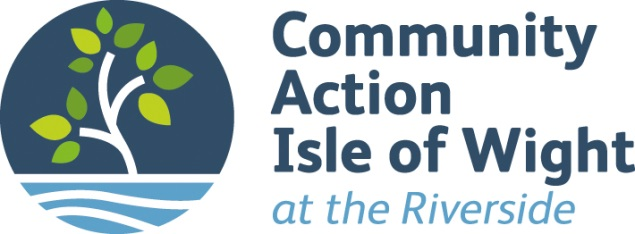 Community
Action
Isle of Wight
at the Riverside